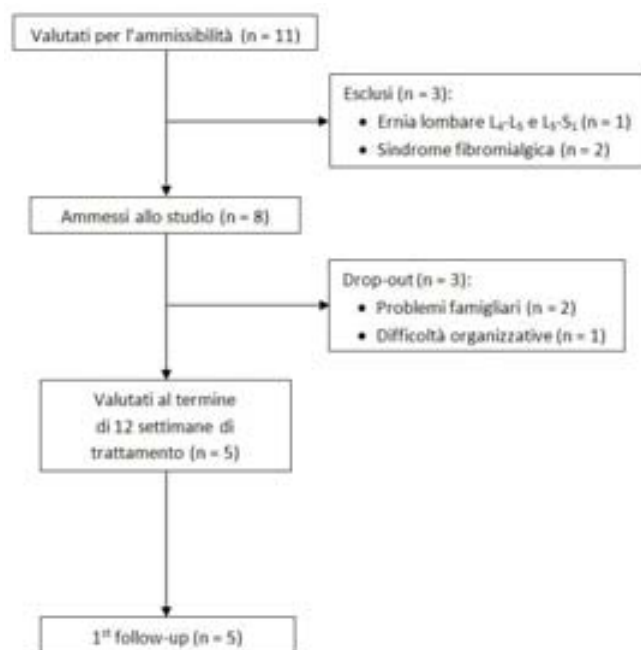 Valutati per l'ammissibilità (n = 11)
Esclusi (n = 3):
• Ernia lombare L₄-L₅ e L₅-S₁ (n = 1)
• Sindrome fibromialgica (n = 2)
Ammessi allo studio (n = 8)
Drop-out (n = 3):
• Problemi famigliari (n = 2)
• Difficoltà organizzative (n = 1)
Valutati al termine
di 12 settimane di
trattamento (n = 5)
1st follow-up (n = 5)